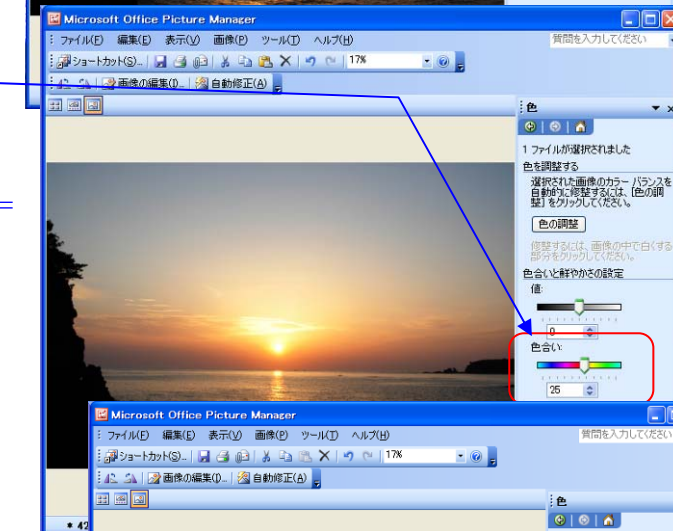 Microsoft Office Picture Manager
ファイル(F) 編集(E) 表示(V) 画像(P) ツール(T) ヘルプ(H)
質問を入力してください
ショートカット(S)... 17%
画像の編集(I)... 自動修正(A)
色
1 ファイルが選択されました
色を調整する
選択された画像のカラー バランスを
自動的に修整するには、[色の調
整] をクリックしてください。
色の調整
修整するには、画像の中で白くする
部分をクリックしてください。
色合いと鮮やかさの設定
値:
0
色合い:
25
Microsoft Office Picture Manager
ファイル(F) 編集(E) 表示(V) 画像(P) ツール(T) ヘルプ(H)
質問を入力してください
ショートカット(S)... 17%
画像の編集(I)... 自動修正(A)
色
* 42